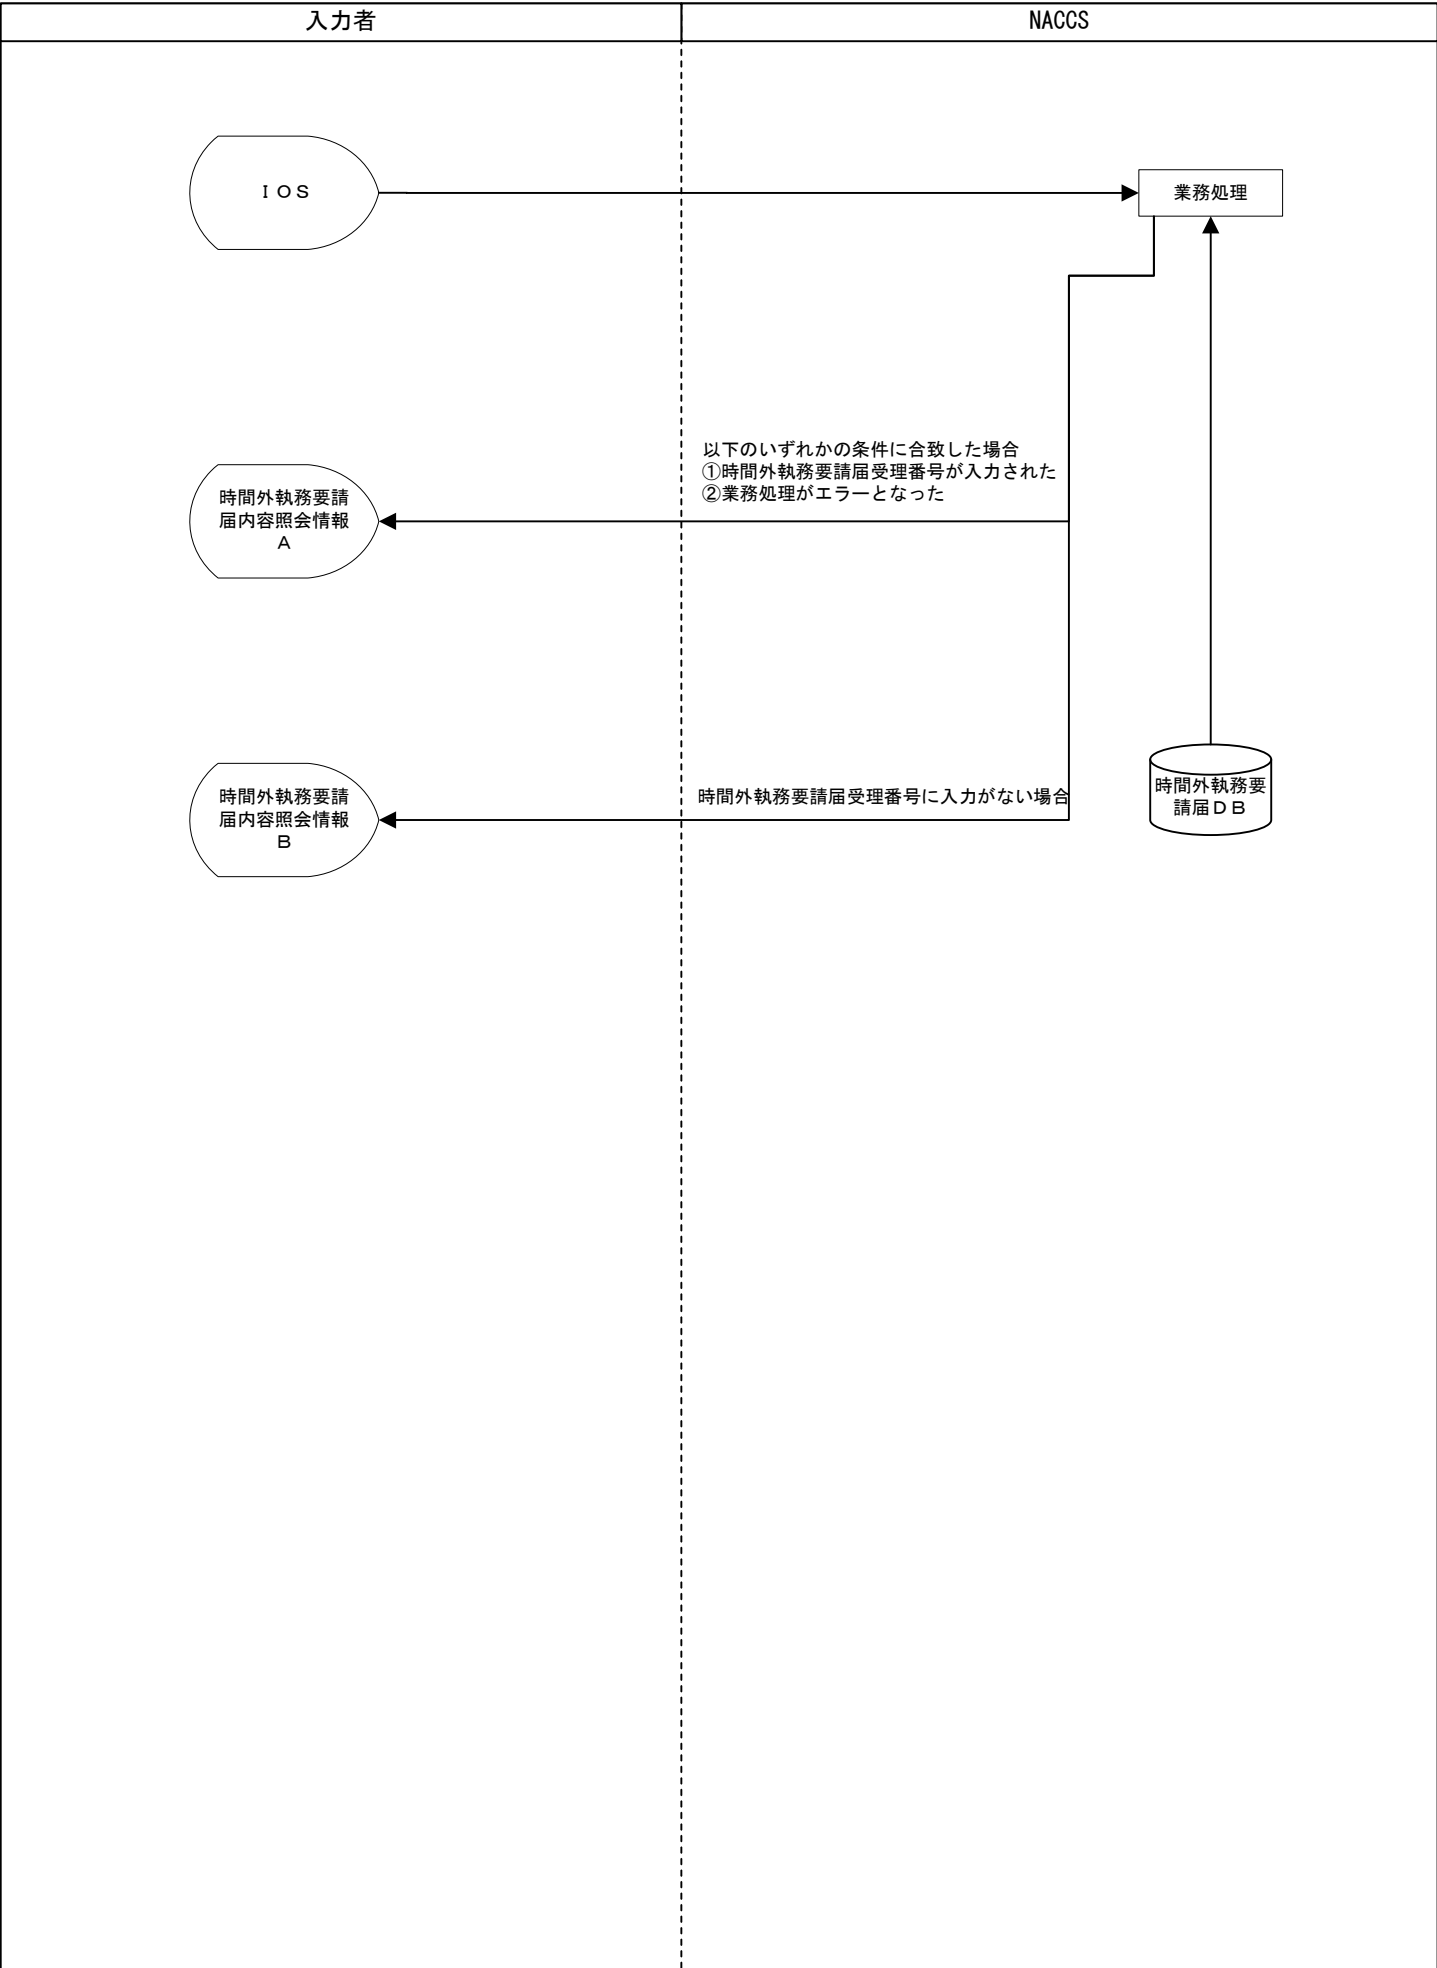 入力者
NACCS
ＩＯＳ
業務処理
以下のいずれかの条件に合致した場合
①時間外執務要請届受理番号が入力された
②業務処理がエラーとなった
時間外執務要請
届内容照会情報
Ａ
時間外執務要請
届内容照会情報
Ｂ
時間外執務要請届受理番号に入力がない場合
時間外執務要
請届ＤＢ